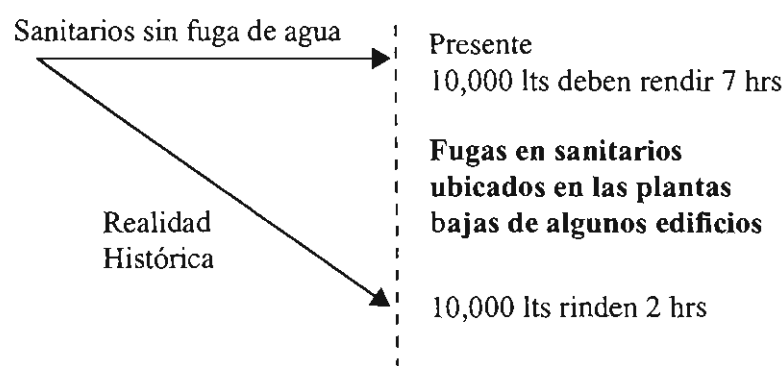 Sanitarios sin fuga de agua
Presente
10,000 lts deben rendir 7 hrs
Fugas en sanitarios
ubicados en las plantas
bajas de algunos edificios
Realidad
Histórica
10,000 lts rinden 2 hrs